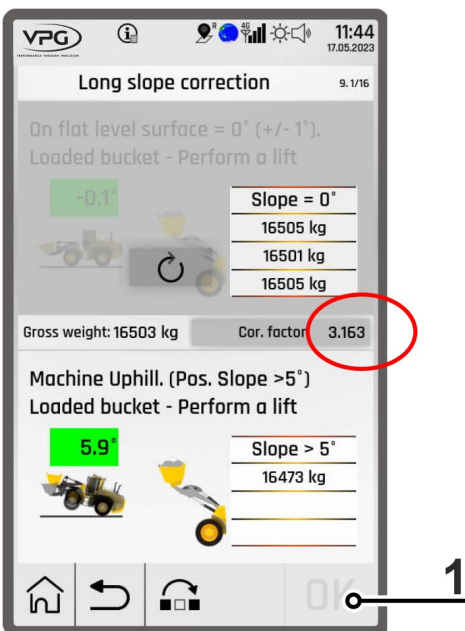 VPG
PERFORMANCE THROUGH PRECISION
i
R
4G
11:44
17.05.2023
Long slope correction
9. 1/16
On flat level surface = 0° (+/- 1°).
Loaded bucket - Perform a lift
-0.1°
Slope = 0°
16505 kg
16501 kg
16505 kg
Gross weight: 16503 kg
Cor. factor
3.163
Machine Uphill. (Pos. Slope >5°)
Loaded bucket - Perform a lift
5.9°
Slope > 5°
16473 kg
OK
1